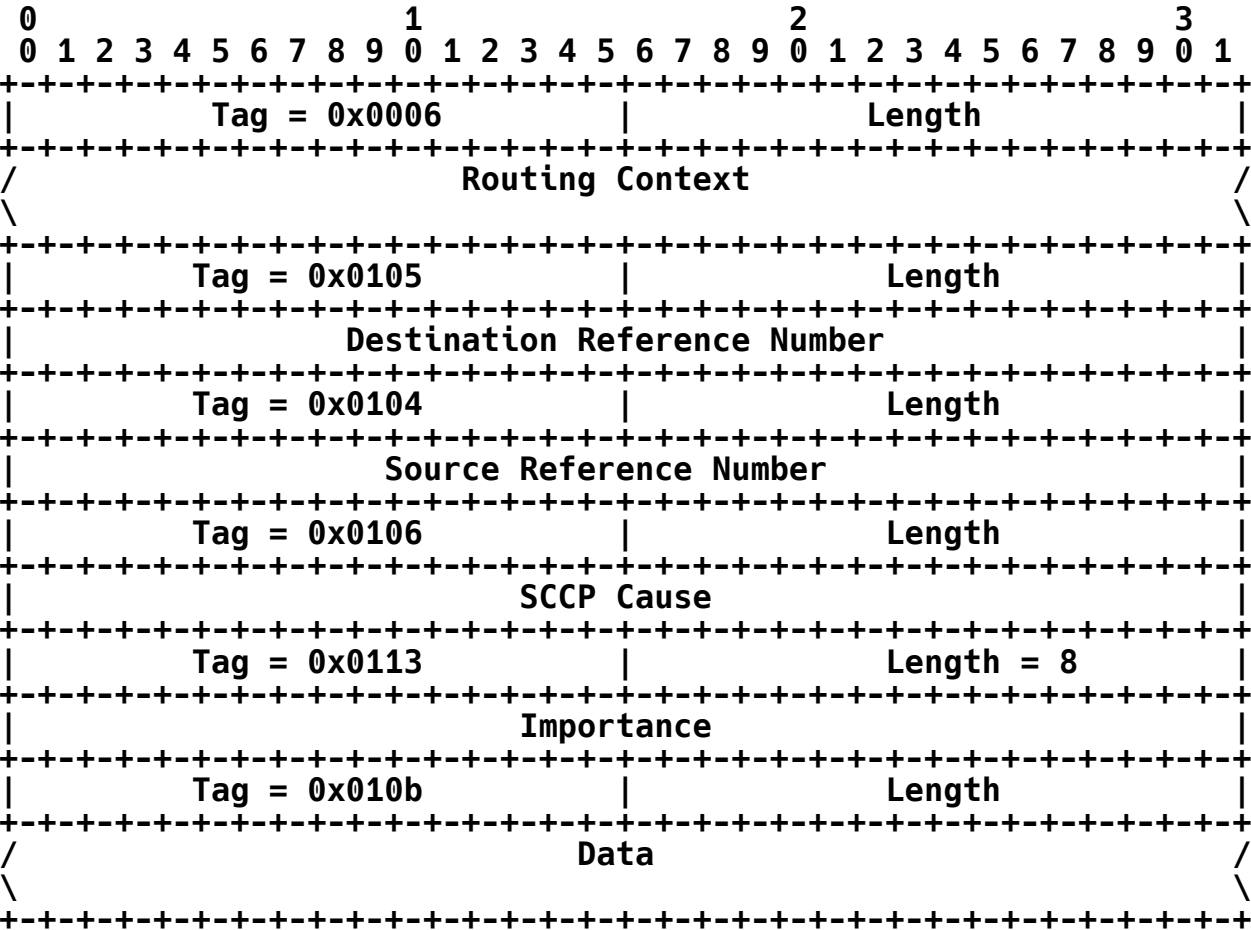 0                   1                   2                   3
 0 1 2 3 4 5 6 7 8 9 0 1 2 3 4 5 6 7 8 9 0 1 2 3 4 5 6 7 8 9 0 1
+-+-+-+-+-+-+-+-+-+-+-+-+-+-+-+-+-+-+-+-+-+-+-+-+-+-+-+-+-+-+-+-+
|          Tag = 0x0006         |            Length             |
+-+-+-+-+-+-+-+-+-+-+-+-+-+-+-+-+-+-+-+-+-+-+-+-+-+-+-+-+-+-+-+-+
/                       Routing Context                         /
\                                                               \
+-+-+-+-+-+-+-+-+-+-+-+-+-+-+-+-+-+-+-+-+-+-+-+-+-+-+-+-+-+-+-+-+
|         Tag = 0x0105          |             Length            |
+-+-+-+-+-+-+-+-+-+-+-+-+-+-+-+-+-+-+-+-+-+-+-+-+-+-+-+-+-+-+-+-+
|                 Destination Reference Number                  |
+-+-+-+-+-+-+-+-+-+-+-+-+-+-+-+-+-+-+-+-+-+-+-+-+-+-+-+-+-+-+-+-+
|         Tag = 0x0104          |             Length            |
+-+-+-+-+-+-+-+-+-+-+-+-+-+-+-+-+-+-+-+-+-+-+-+-+-+-+-+-+-+-+-+-+
|                   Source Reference Number                     |
+-+-+-+-+-+-+-+-+-+-+-+-+-+-+-+-+-+-+-+-+-+-+-+-+-+-+-+-+-+-+-+-+
|         Tag = 0x0106          |             Length            |
+-+-+-+-+-+-+-+-+-+-+-+-+-+-+-+-+-+-+-+-+-+-+-+-+-+-+-+-+-+-+-+-+
|                          SCCP Cause                           |
+-+-+-+-+-+-+-+-+-+-+-+-+-+-+-+-+-+-+-+-+-+-+-+-+-+-+-+-+-+-+-+-+
|         Tag = 0x0113          |             Length = 8        |
+-+-+-+-+-+-+-+-+-+-+-+-+-+-+-+-+-+-+-+-+-+-+-+-+-+-+-+-+-+-+-+-+
|                          Importance                           |
+-+-+-+-+-+-+-+-+-+-+-+-+-+-+-+-+-+-+-+-+-+-+-+-+-+-+-+-+-+-+-+-+
|         Tag = 0x010b          |             Length            |
+-+-+-+-+-+-+-+-+-+-+-+-+-+-+-+-+-+-+-+-+-+-+-+-+-+-+-+-+-+-+-+-+
/                             Data                              /
\                                                               \
+-+-+-+-+-+-+-+-+-+-+-+-+-+-+-+-+-+-+-+-+-+-+-+-+-+-+-+-+-+-+-+-+